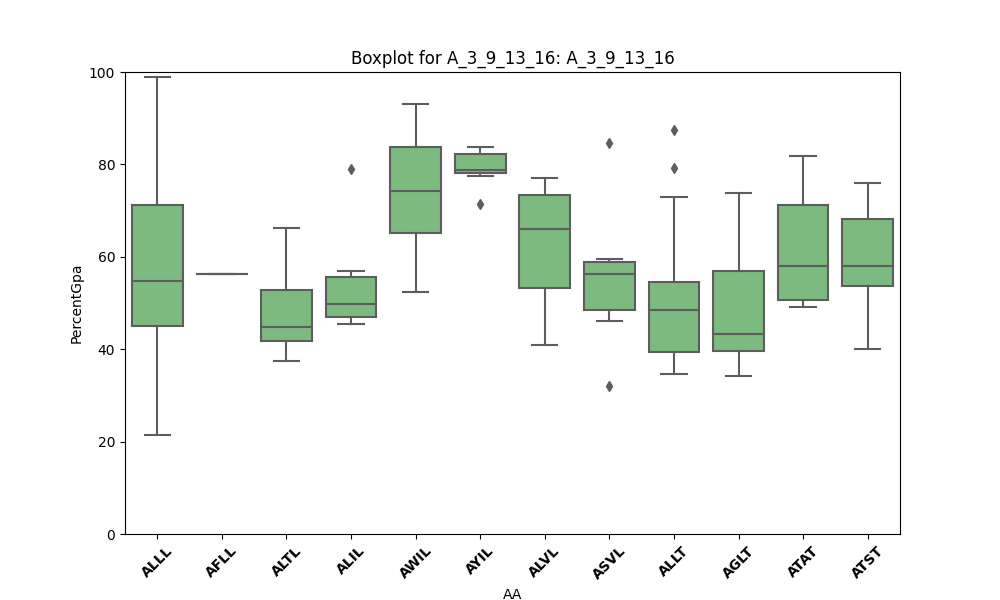 Boxplot for A_3_9_13_16: A_3_9_13_16
PercentGpa
100
80
60
40
20
0
ALLL AFLL ALTL ALIL AWIL AYIL ALVL ASVL ALLT AGLT ATAT ATST
AA